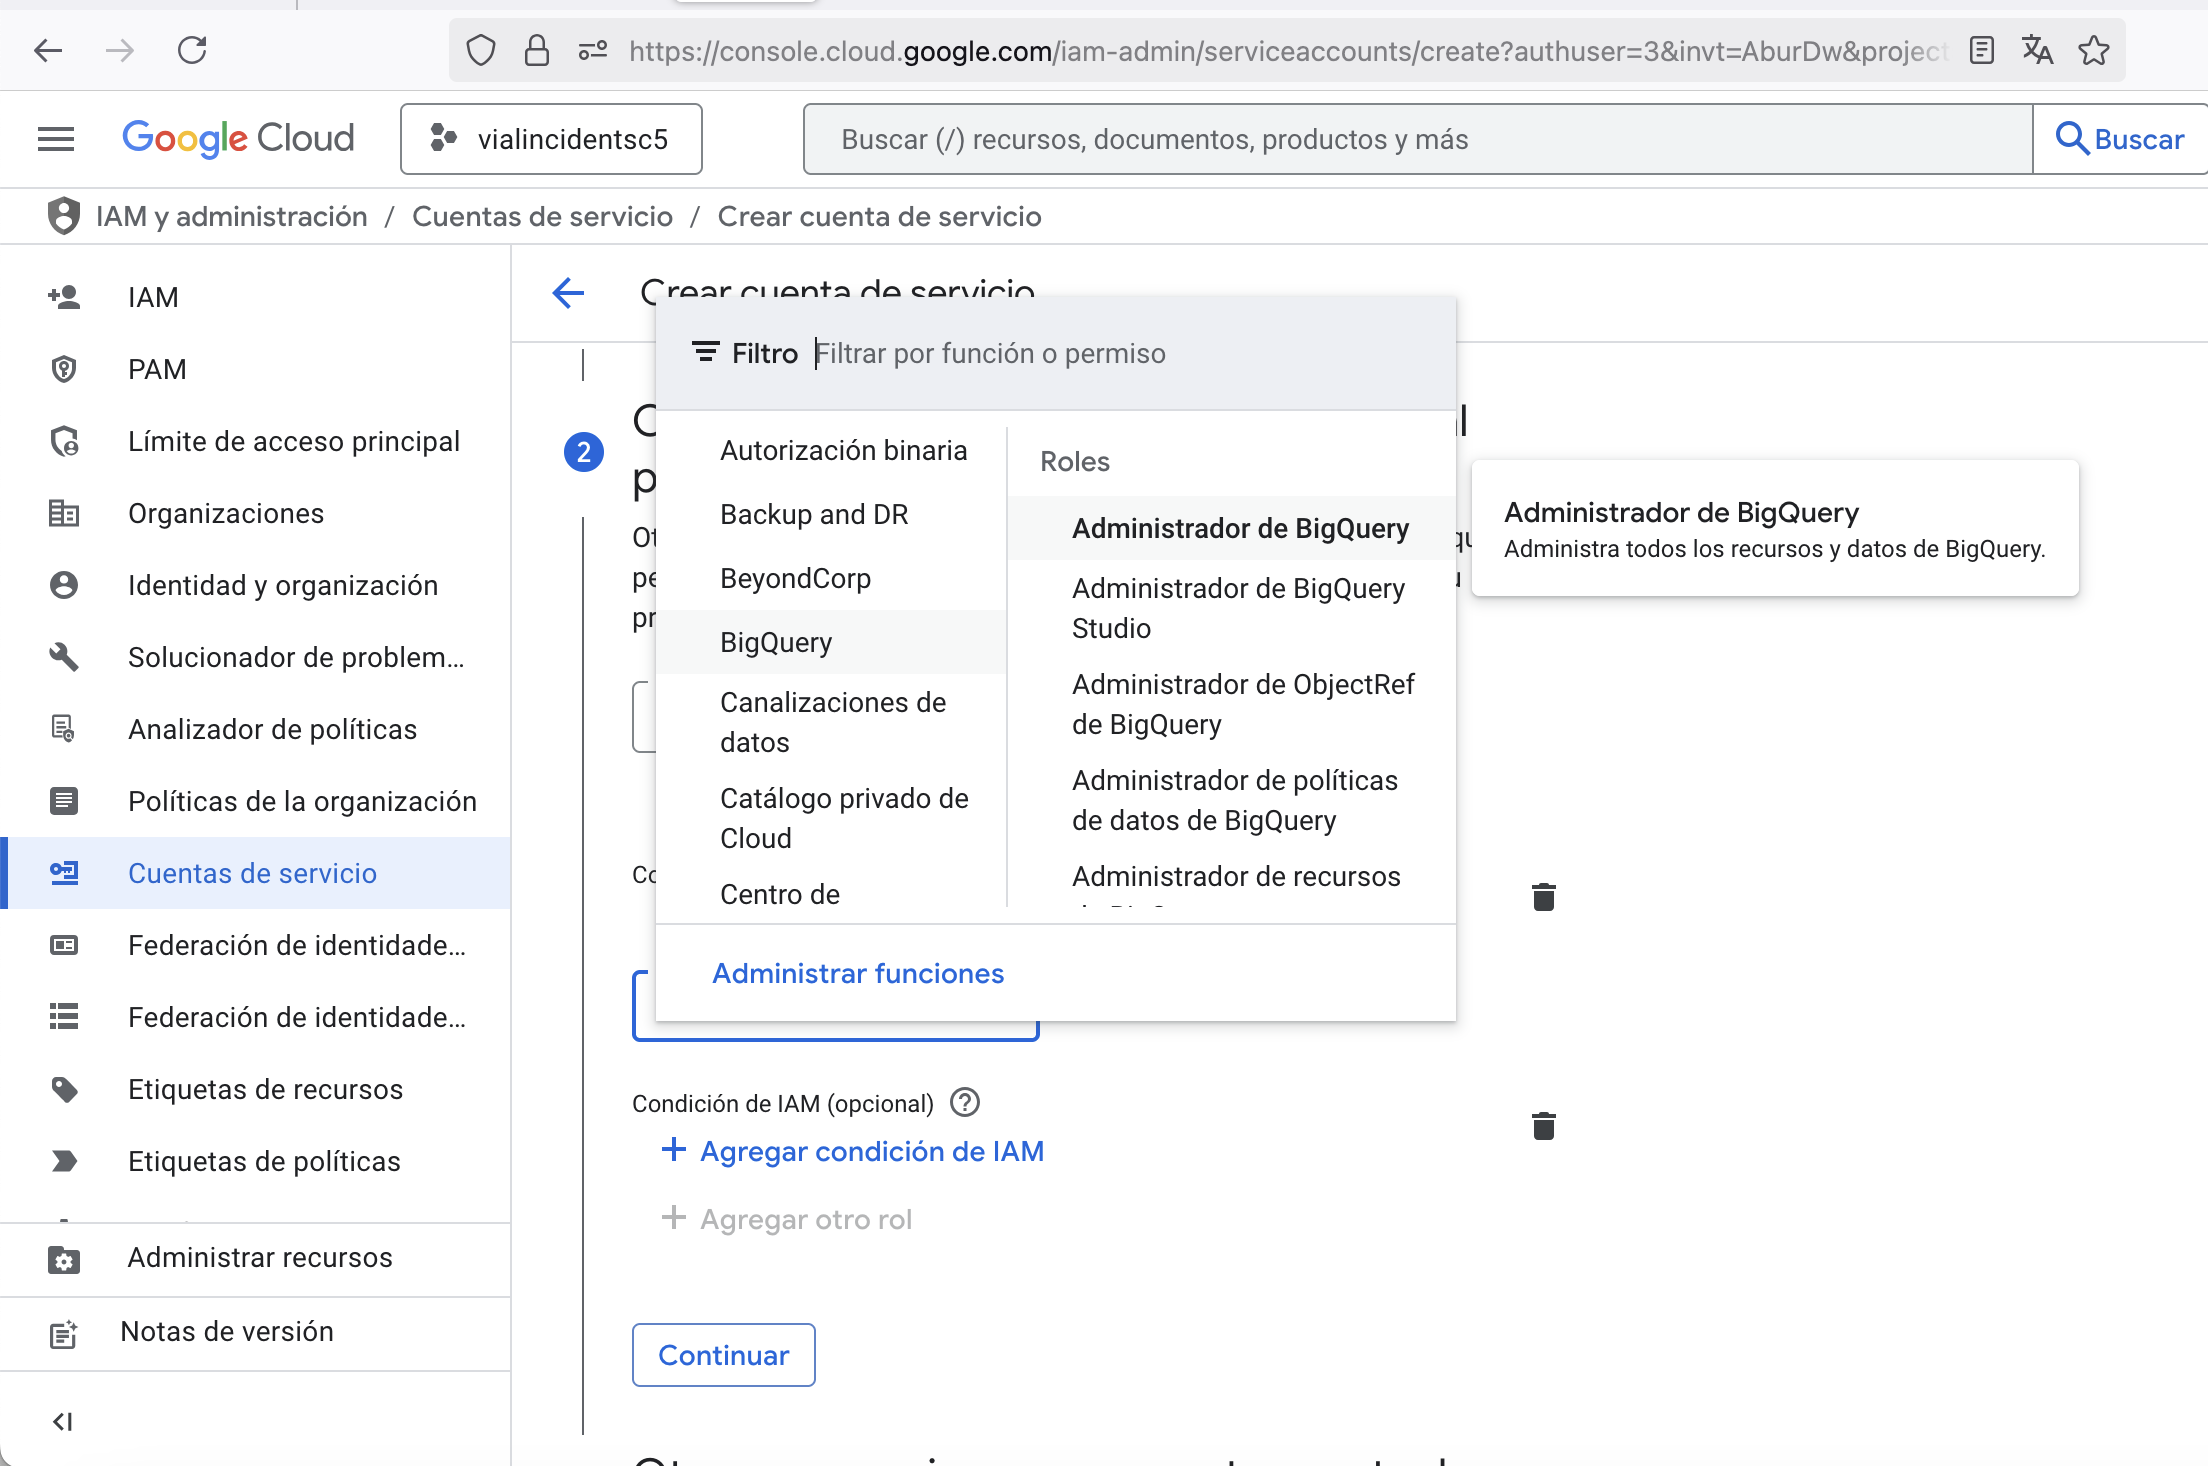 https://console.cloud.google.com/iam-admin/serviceaccounts/create?authuser=3&invt=AburDw&project
Google Cloud
vialincidentsc5
Buscar (/) recursos, documentos, productos y más
Buscar
IAM y administración / Cuentas de servicio / Crear cuenta de servicio
IAM
PAM
Límite de acceso principal
Organizaciones
Identidad y organización
Solucionador de problem...
Analizador de políticas
Políticas de la organización
Cuentas de servicio
Federación de identidade...
Federación de identidade...
Etiquetas de recursos
Etiquetas de políticas
Administrar recursos
Notas de versión
Crear cuenta de servicio
2
Filtro Filtrar por función o permiso
Autorización binaria
Backup and DR
BeyondCorp
BigQuery
Canalizaciones de
datos
Catálogo privado de
Cloud
Centro de
Roles
Administrador de BigQuery
Administrador de BigQuery
Studio
Administrador de ObjectRef
de BigQuery
Administrador de políticas
de datos de BigQuery
Administrador de recursos
Administrar funciones
Administrador de BigQuery
Administra todos los recursos y datos de BigQuery.
Condición de IAM (opcional)
Agregar condición de IAM
Agregar otro rol
Continuar